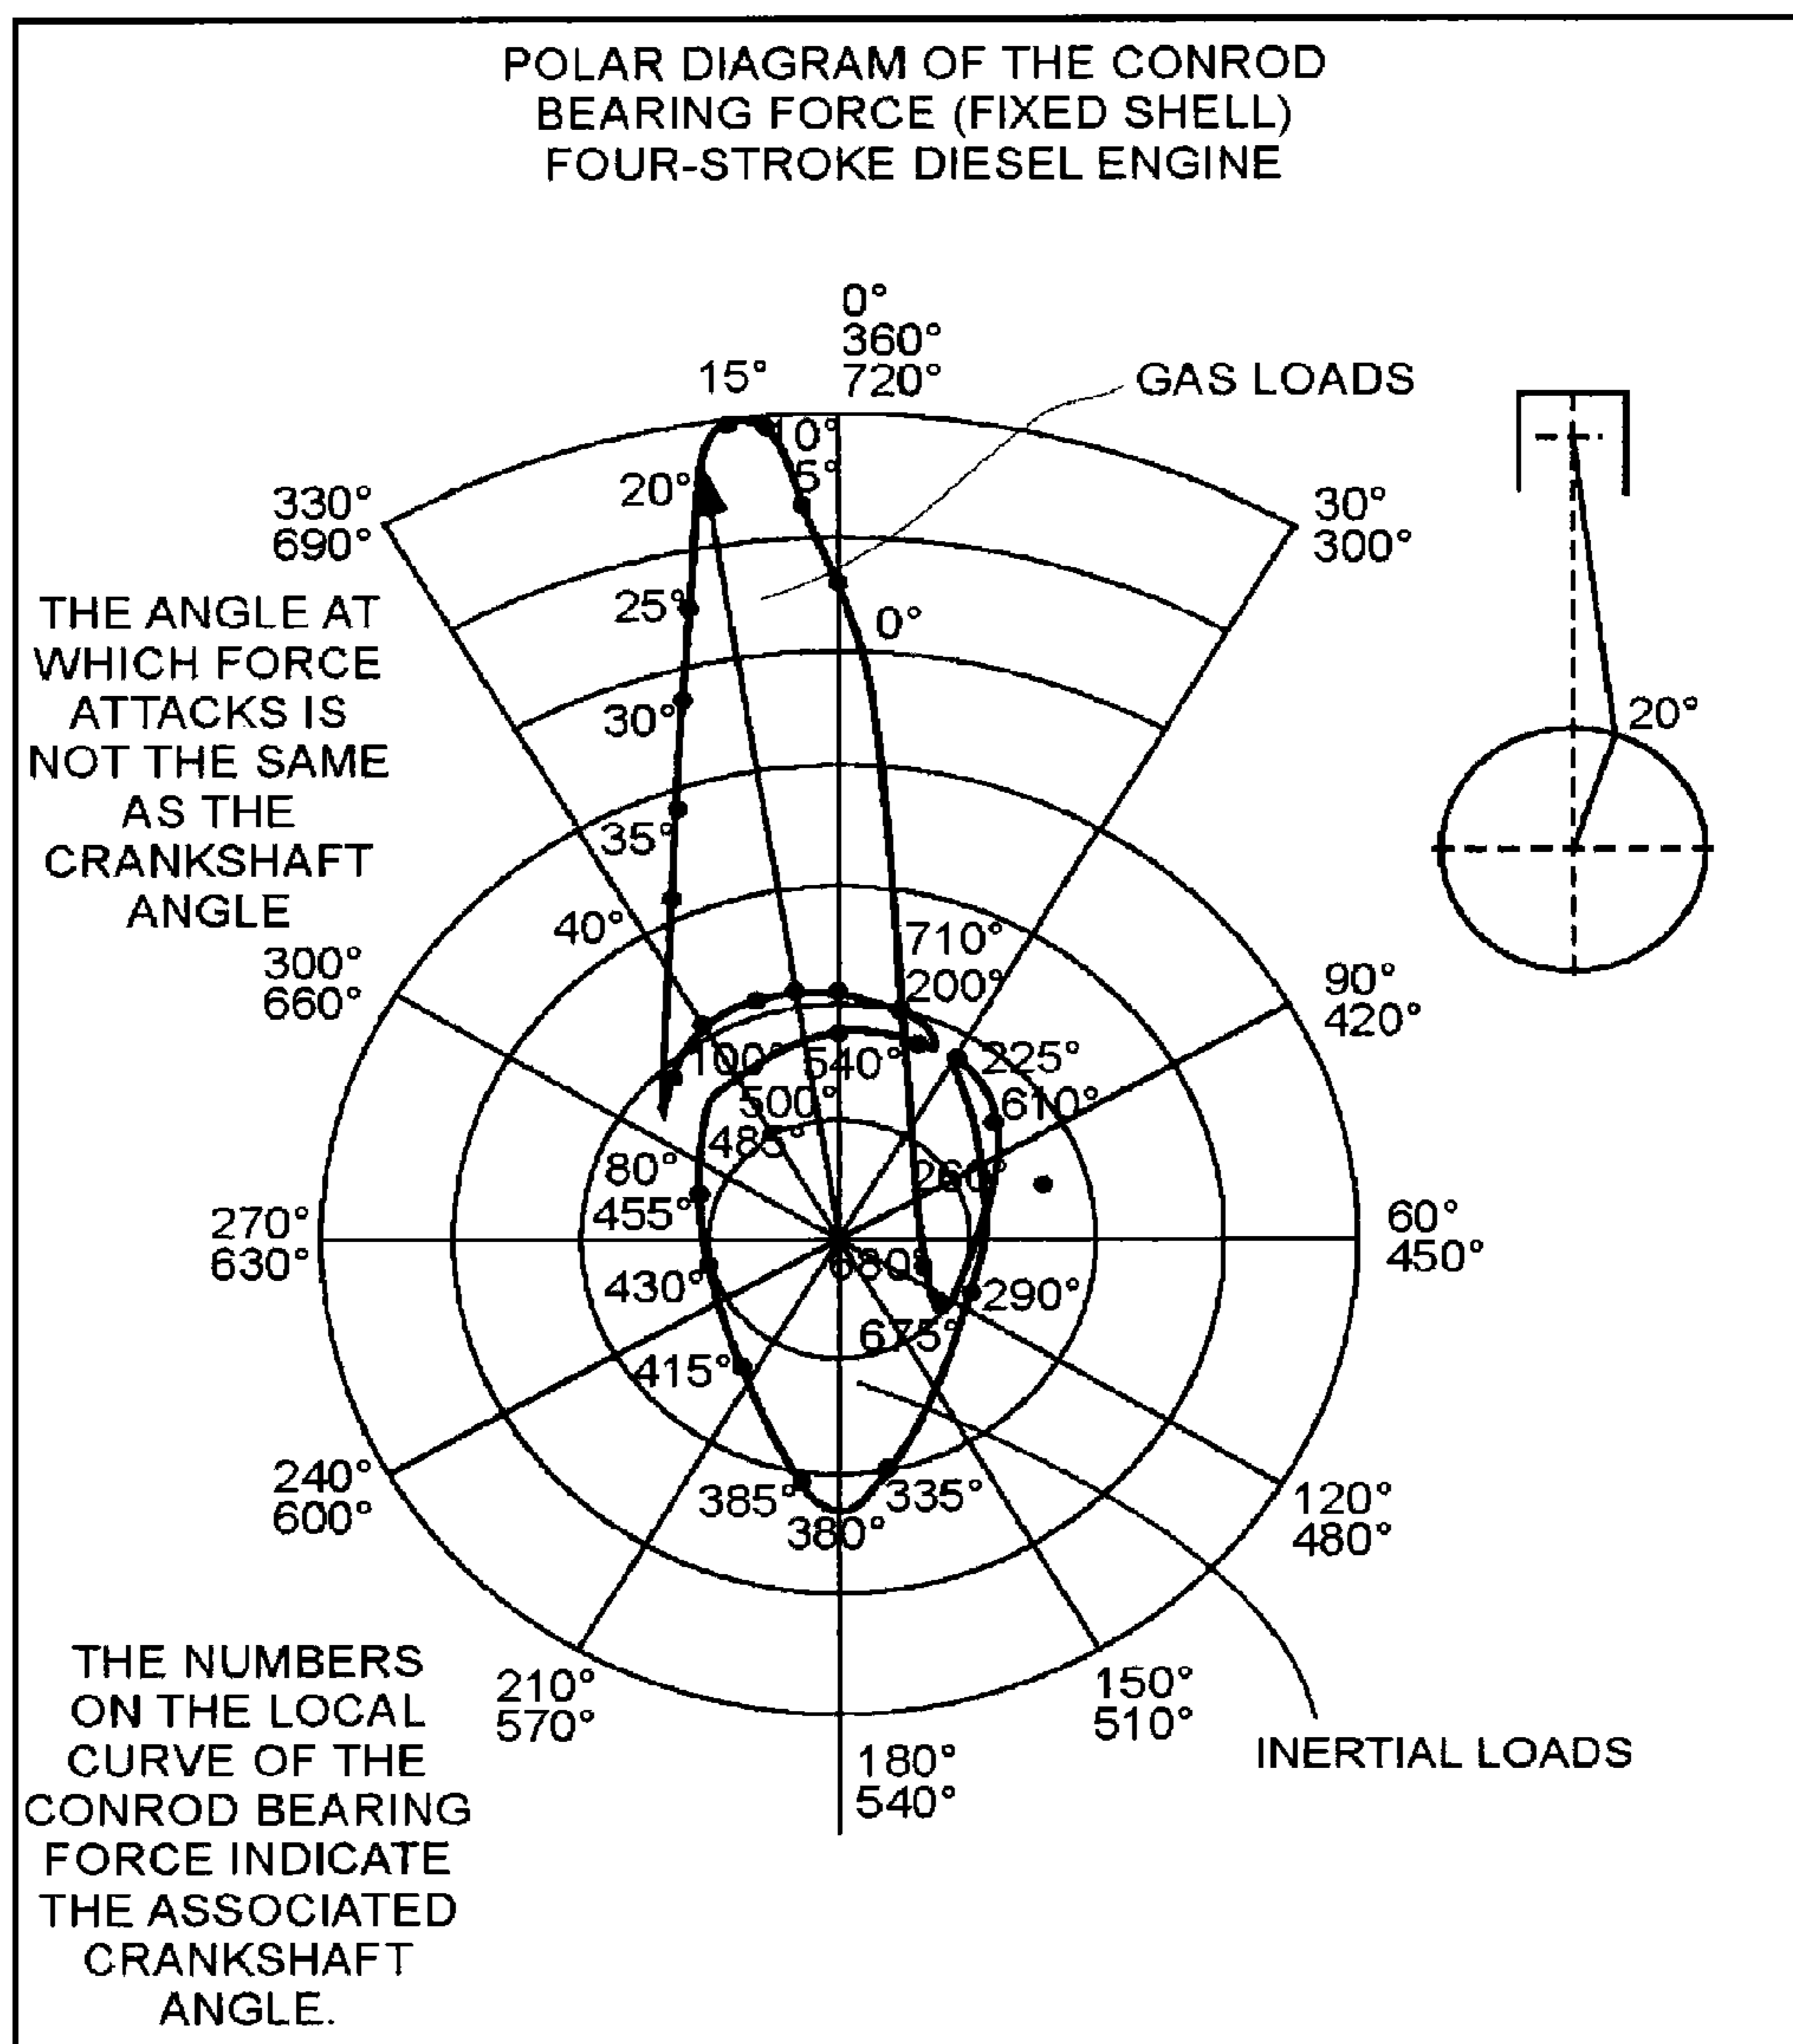 POLAR DIAGRAM OF THE CONROD
BEARING FORCE (FIXED SHELL)
FOUR-STROKE DIESEL ENGINE
0°
360°
720°
15°
GAS LOADS
0°
5°
20°
330°
690°
30°
300°
THE ANGLE AT
WHICH FORCE
ATTACKS IS
NOT THE SAME
AS THE
CRANKSHAFT
ANGLE
25°
0°
30°
20°
35°
40°
710°
200°
300°
660°
90°
420°
100°
540°
225°
500°
610°
485°
80°
260°
455°
270°
630°
60°
450°
680°
430°
290°
675°
415°
240°
600°
385°
335°
380°
120°
480°
THE NUMBERS
ON THE LOCAL
CURVE OF THE
CONROD BEARING
FORCE INDICATE
THE ASSOCIATED
CRANKSHAFT
ANGLE.
210°
570°
150°
510°
180°
540°
INERTIAL LOADS